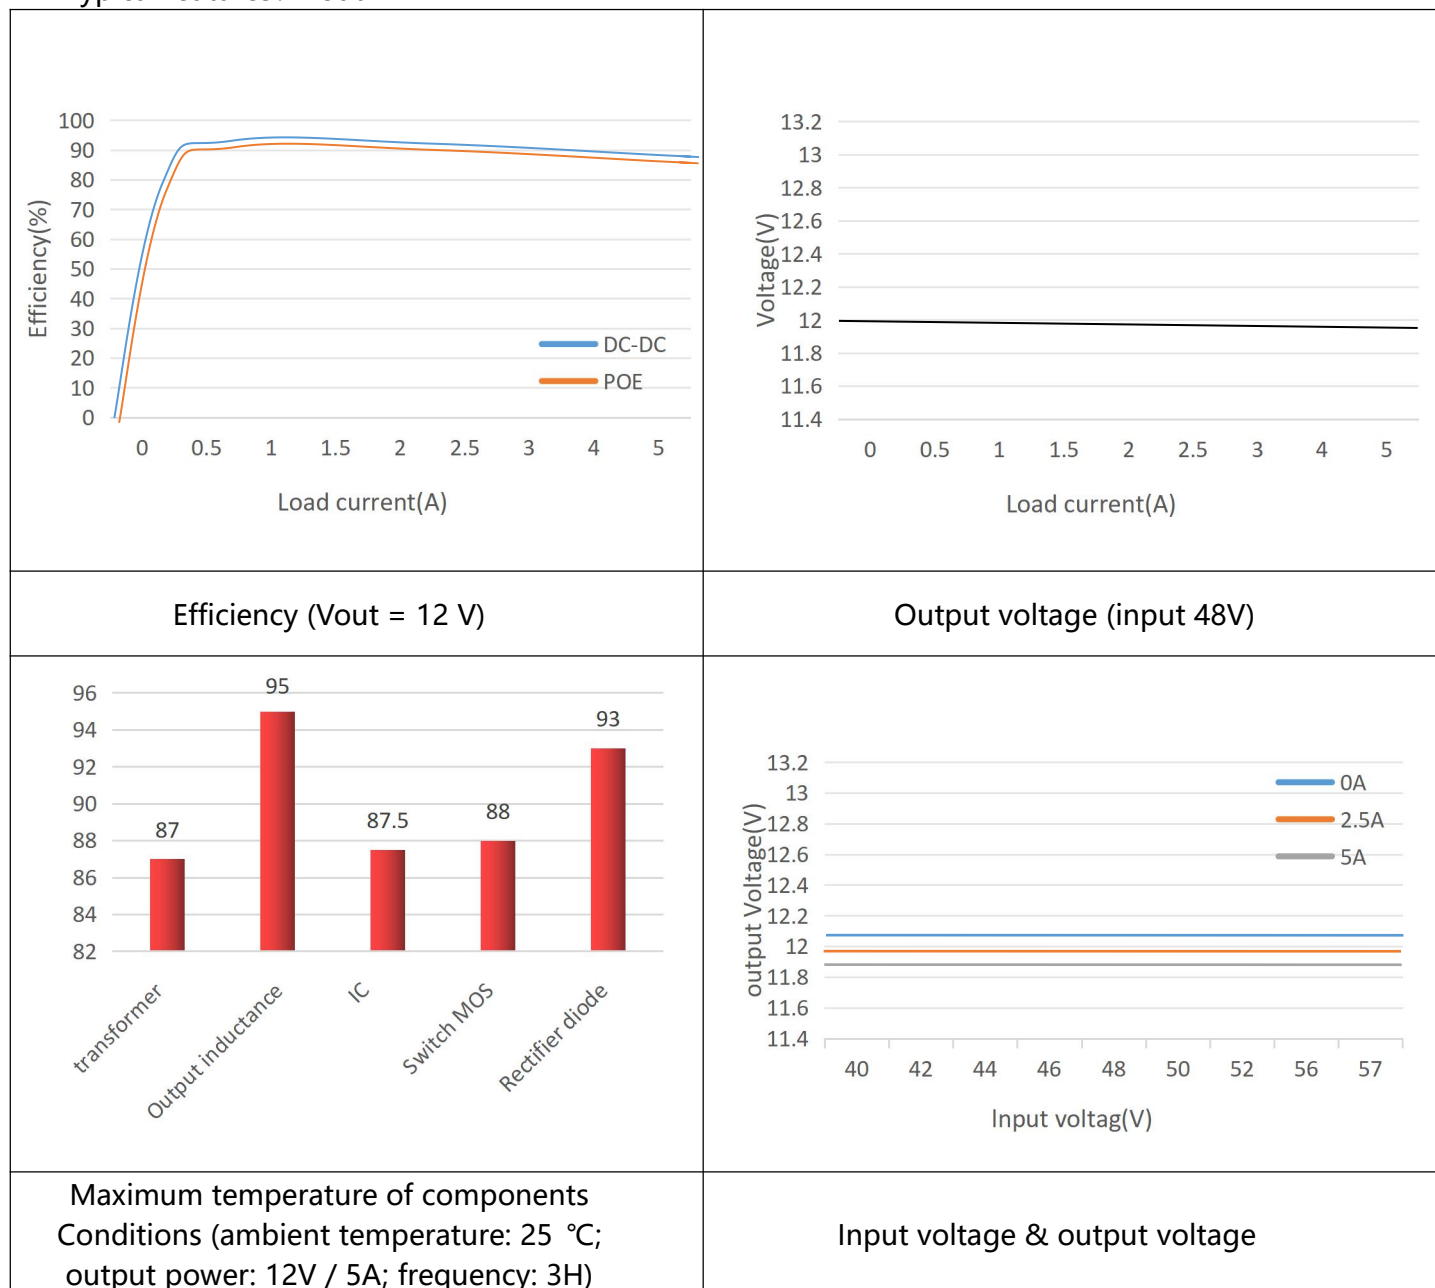 100
90
80
70
60
50
40
30
20
10
0
Efficiency(%)
DC-DC
POE
0 0.5 1 1.5 2 2.5 3 4 5
Load current(A)
13.2
13
12.8
12.6
12.4
12.2
12
11.8
11.6
11.4
Voltage(V)
0 0.5 1 1.5 2 2.5 3 4 5
Load current(A)
Efficiency (Vout = 12 V)
Output voltage (input 48V)
96
94
92
90
88
86
84
82
87
95
87.5
88
93
transformer
Output inductance
IC
Switch MOS
Rectifier diode
13.2
13
12.8
12.6
12.4
12.2
12
11.8
11.6
11.4
output Voltage(V)
0A
2.5A
5A
40 42 44 46 48 50 52 56 57
Input voltag(V)
Maximum temperature of components
Conditions (ambient temperature: 25 ℃;
output power: 12V / 5A; frequency: 3H)
Input voltage & output voltage